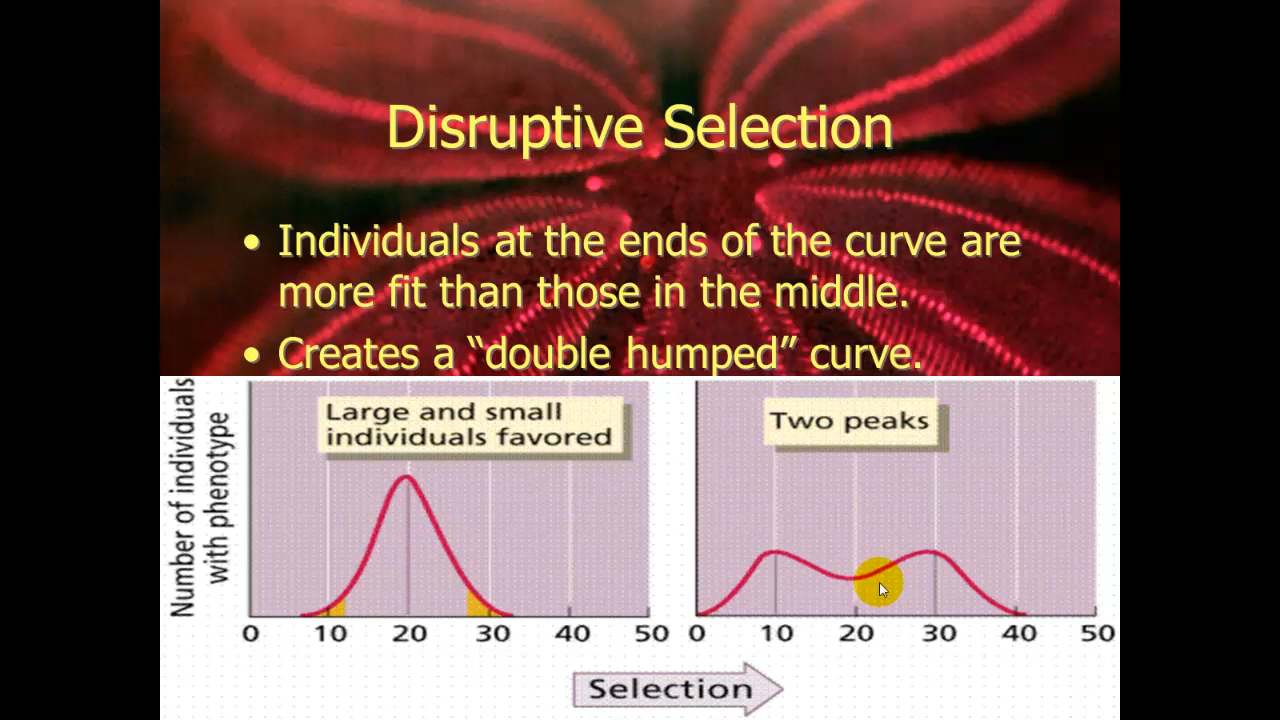 Disruptive Selection
• Individuals at the ends of the curve are
more fit than those in the middle.
• Creates a “double humped” curve.
Number of individuals
with phenotype
Large and small
individuals favored
0 10 20 30 40 50
Two peaks
0 10 20 30 40 50
Selection